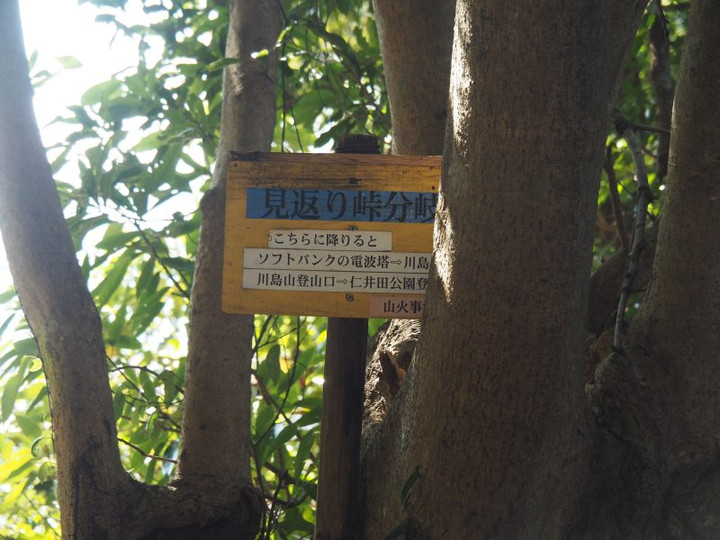 見返り峠分岐
こちらに降りると
ソフトバンクの電波塔⇒川島
川島山登山口⇒仁井田公園登
山火事